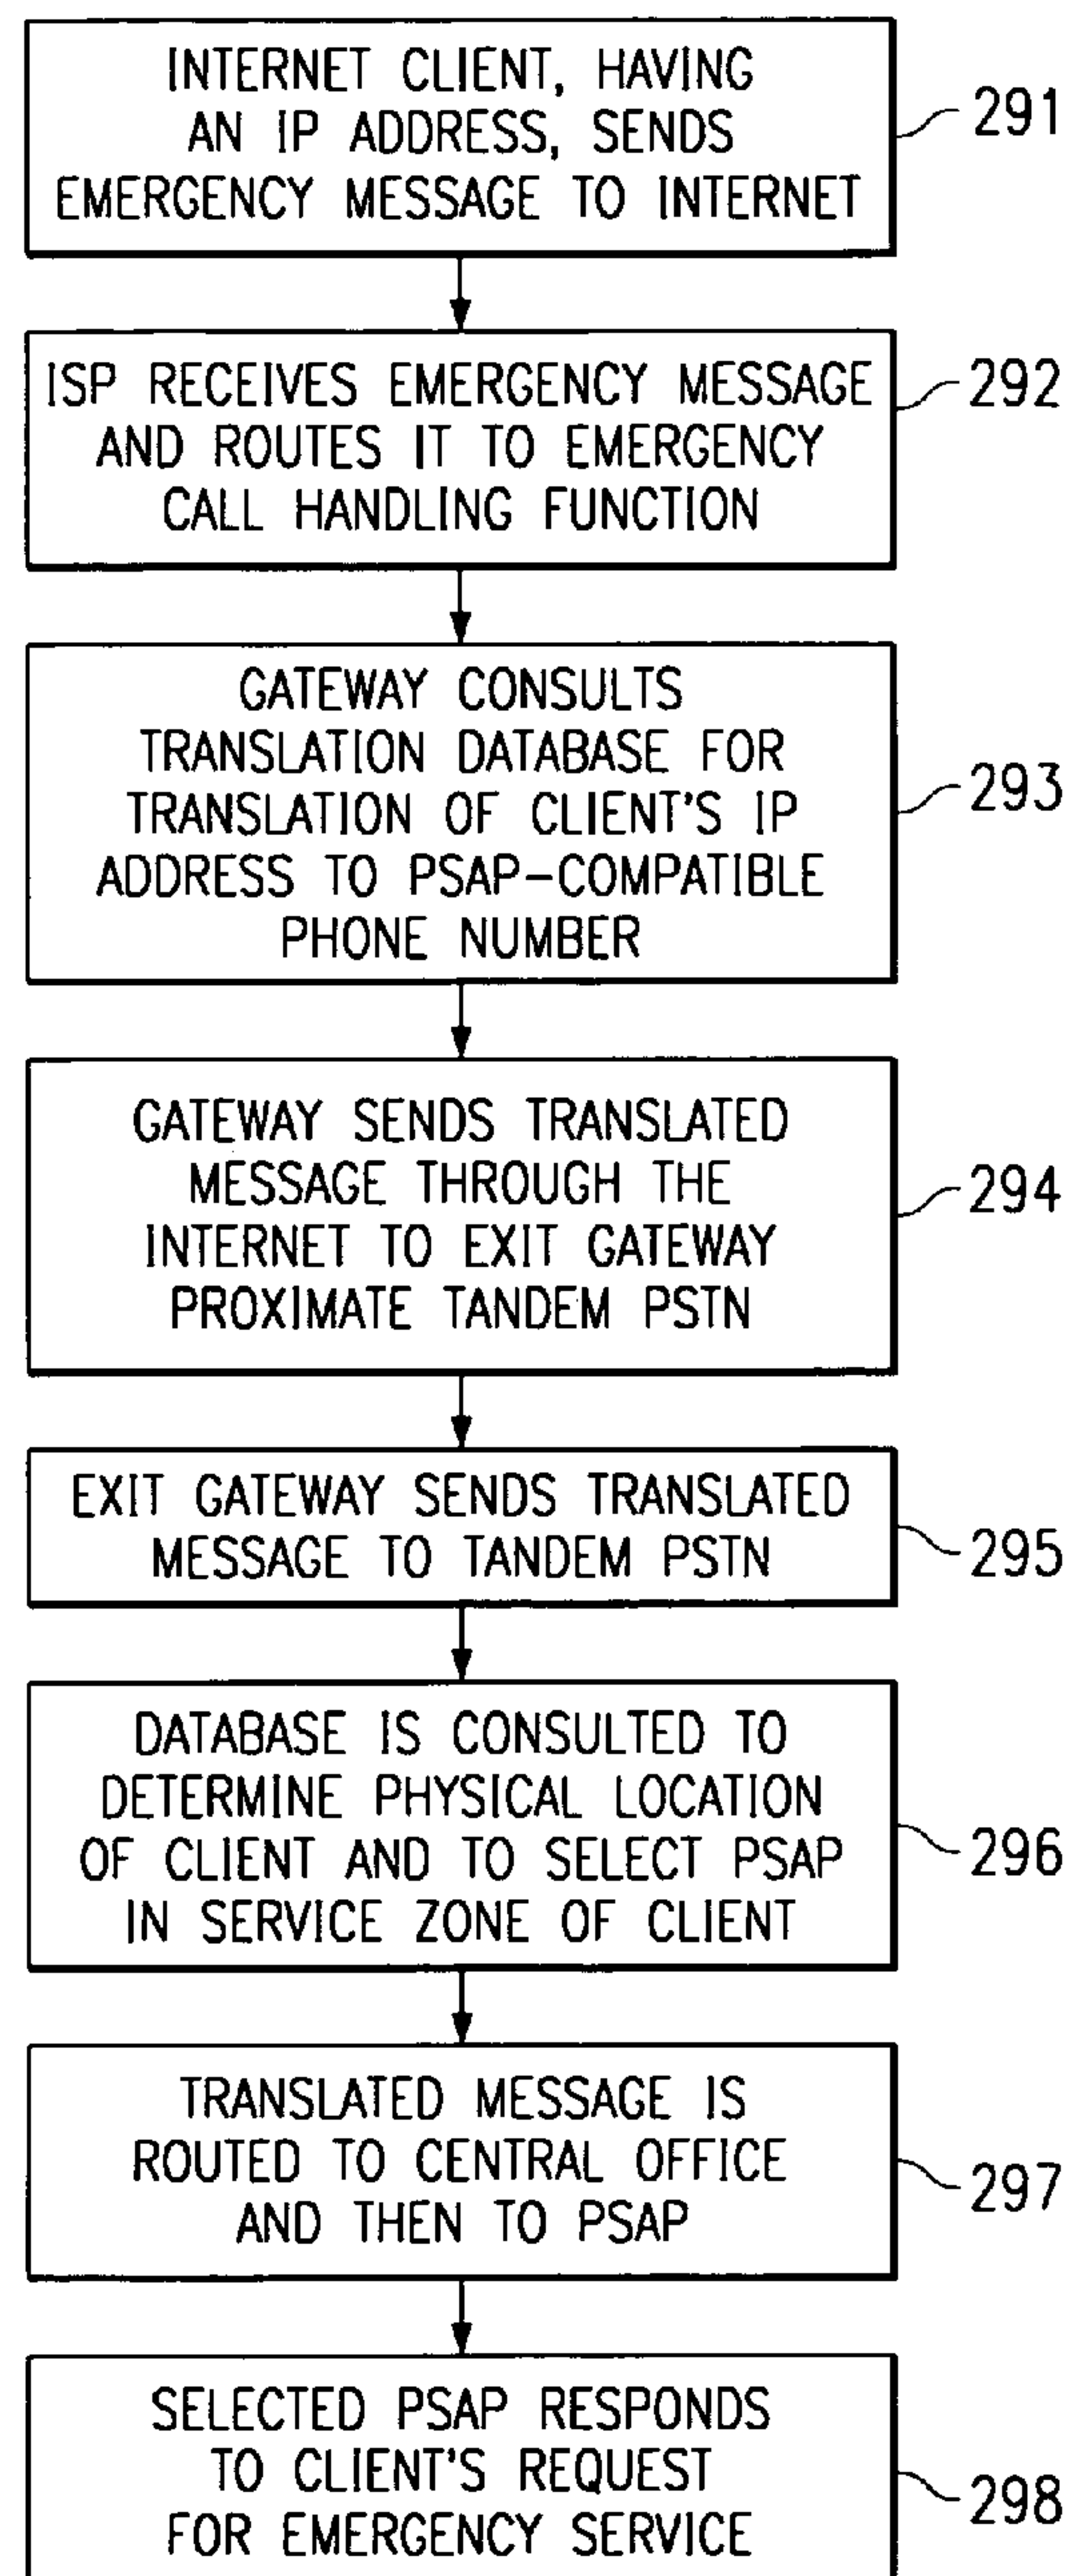 INTERNET CLIENT, HAVING
AN IP ADDRESS, SENDS
EMERGENCY MESSAGE TO INTERNET
291
ISP RECEIVES EMERGENCY MESSAGE
AND ROUTES IT TO EMERGENCY
CALL HANDLING FUNCTION
292
GATEWAY CONSULTS
TRANSLATION DATABASE FOR
TRANSLATION OF CLIENT'S IP
ADDRESS TO PSAP-COMPATIBLE
PHONE NUMBER
293
GATEWAY SENDS TRANSLATED
MESSAGE THROUGH THE
INTERNET TO EXIT GATEWAY
PROXIMATE TANDEM PSTN
294
EXIT GATEWAY SENDS TRANSLATED
MESSAGE TO TANDEM PSTN
295
DATABASE IS CONSULTED TO
DETERMINE PHYSICAL LOCATION
OF CLIENT AND TO SELECT PSAP
IN SERVICE ZONE OF CLIENT
296
TRANSLATED MESSAGE IS
ROUTED TO CENTRAL OFFICE
AND THEN TO PSAP
297
SELECTED PSAP RESPONDS
TO CLIENT'S REQUEST
FOR EMERGENCY SERVICE
298